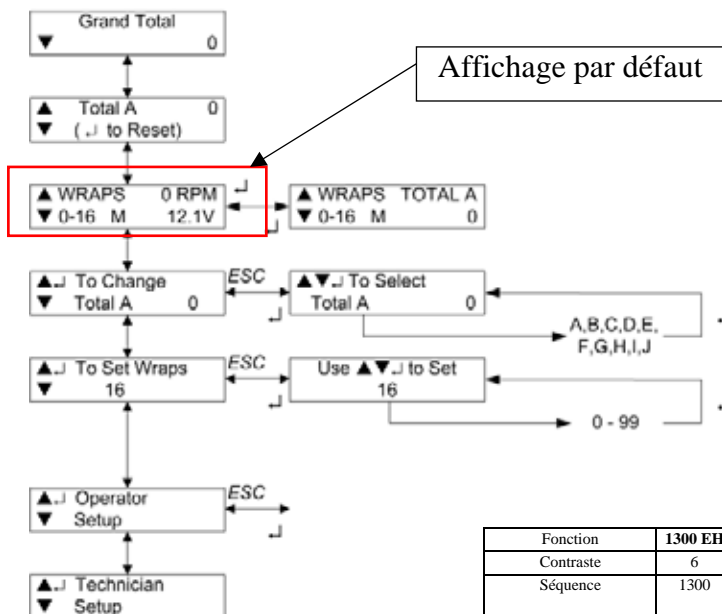 Grand Total
▼ 0
Affichage par défaut
▲ Total A 0
▼ (↵ to Reset)
▲ WRAPS 0 RPM
▼ 0-16 M 12.1V
↵
↵
▲ WRAPS TOTAL A
▼ 0-16 M 0
▲↵ To Change
▼ Total A 0
ESC
↵
▲▼↵ To Select
Total A 0
A,B,C,D,E,
F,G,H,I,J
▲↵ To Set Wraps
▼ 16
ESC
↵
Use ▲▼↵ to Set
16
0 - 99
▲↵ Operator
▼ Setup
ESC
↵
▲↵ Technician
▼ Setup
Fonction 1300 EH
Contraste 6
Séquence 1300